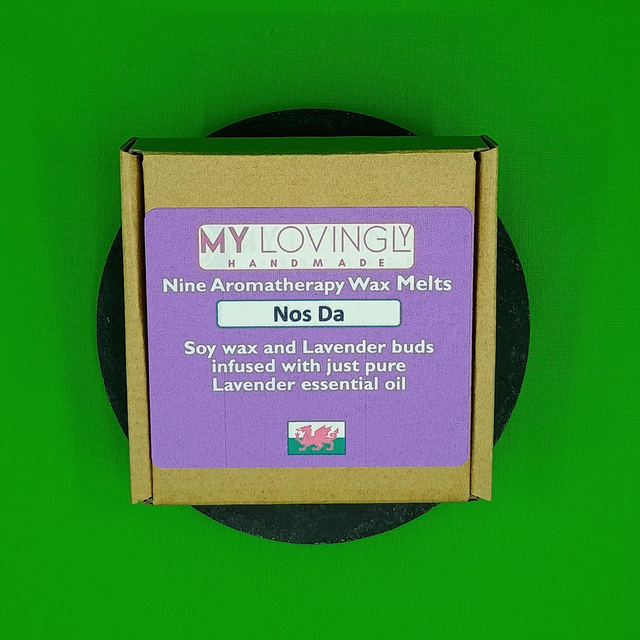 MY LOVINGLY
HANDMADE
Nine Aromatherapy Wax Melts
Nos Da
Soy wax and Lavender buds
infused with just pure
Lavender essential oil